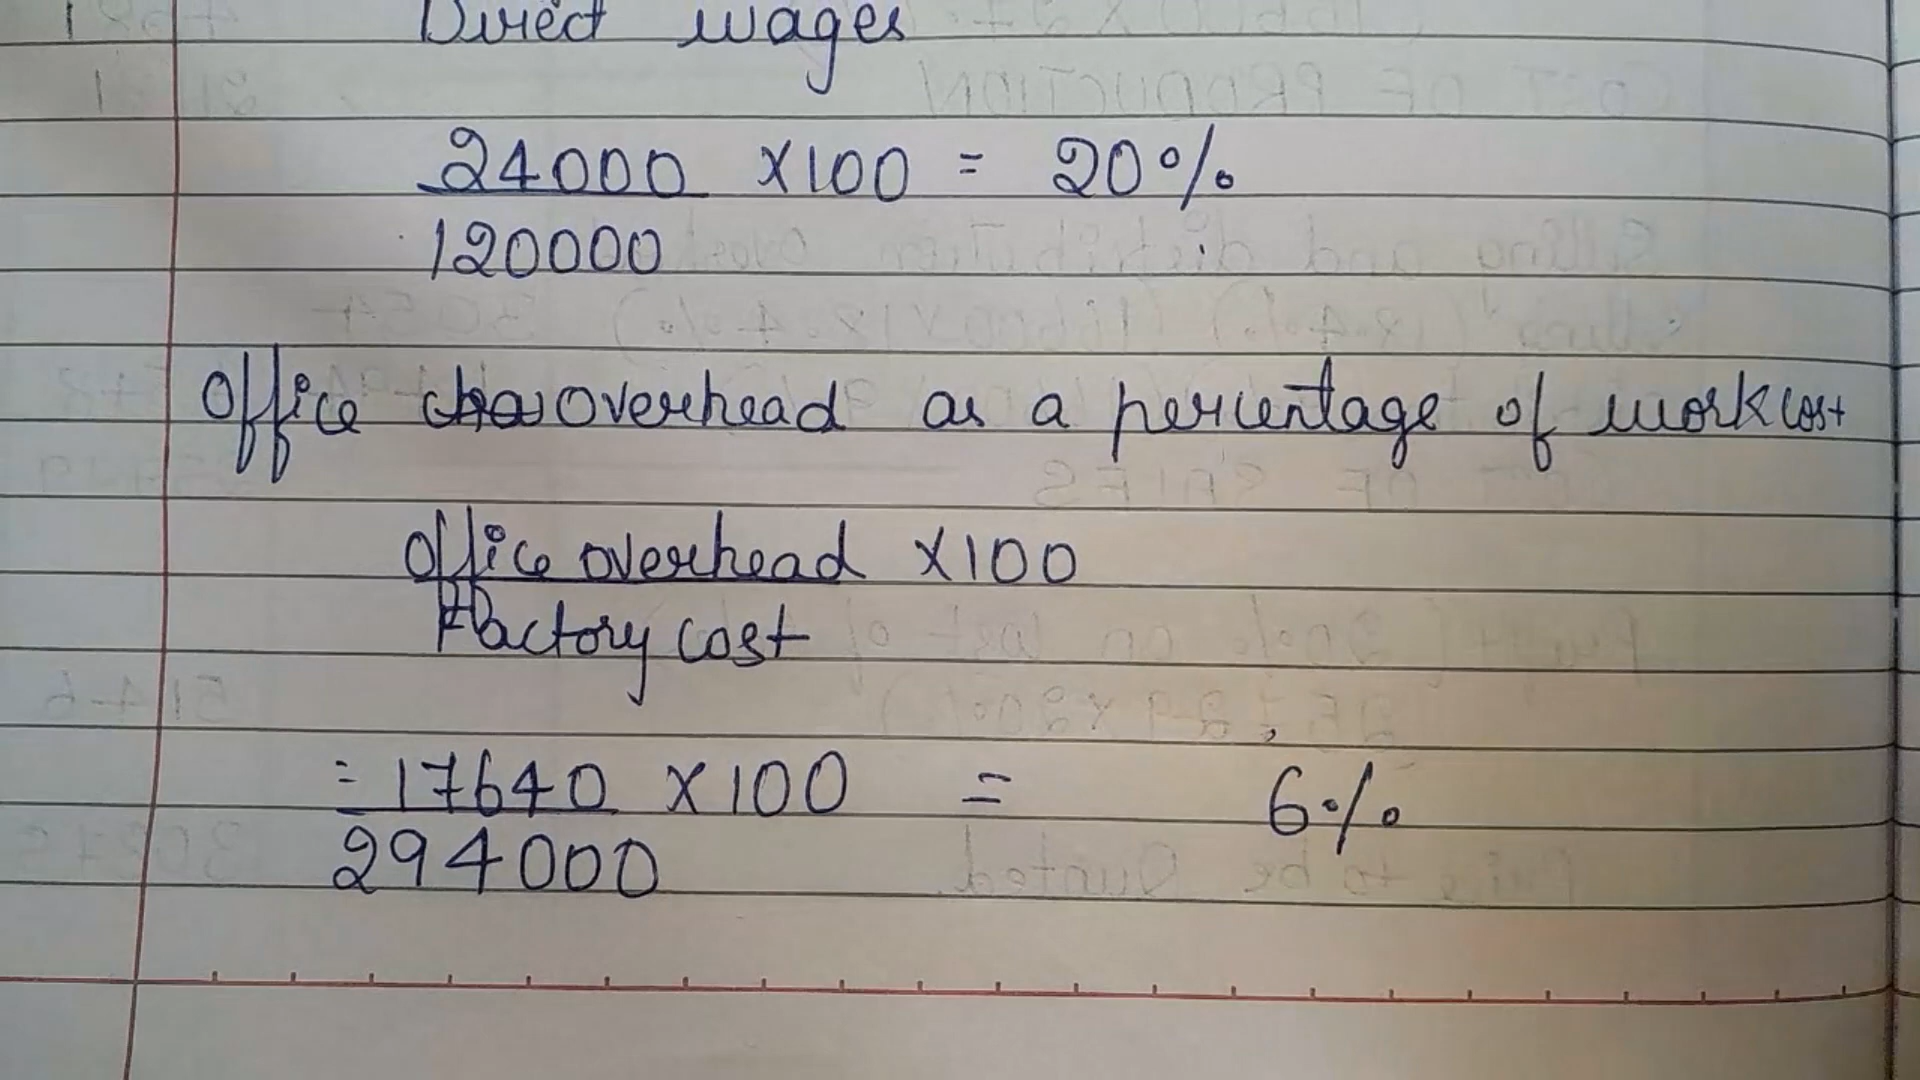 Direct wages
24000 x100 = 20%
120000
Office overhead as a percentage of work cost
office overhead x100
Factory cost
= 17640 x100 = 6%
294000